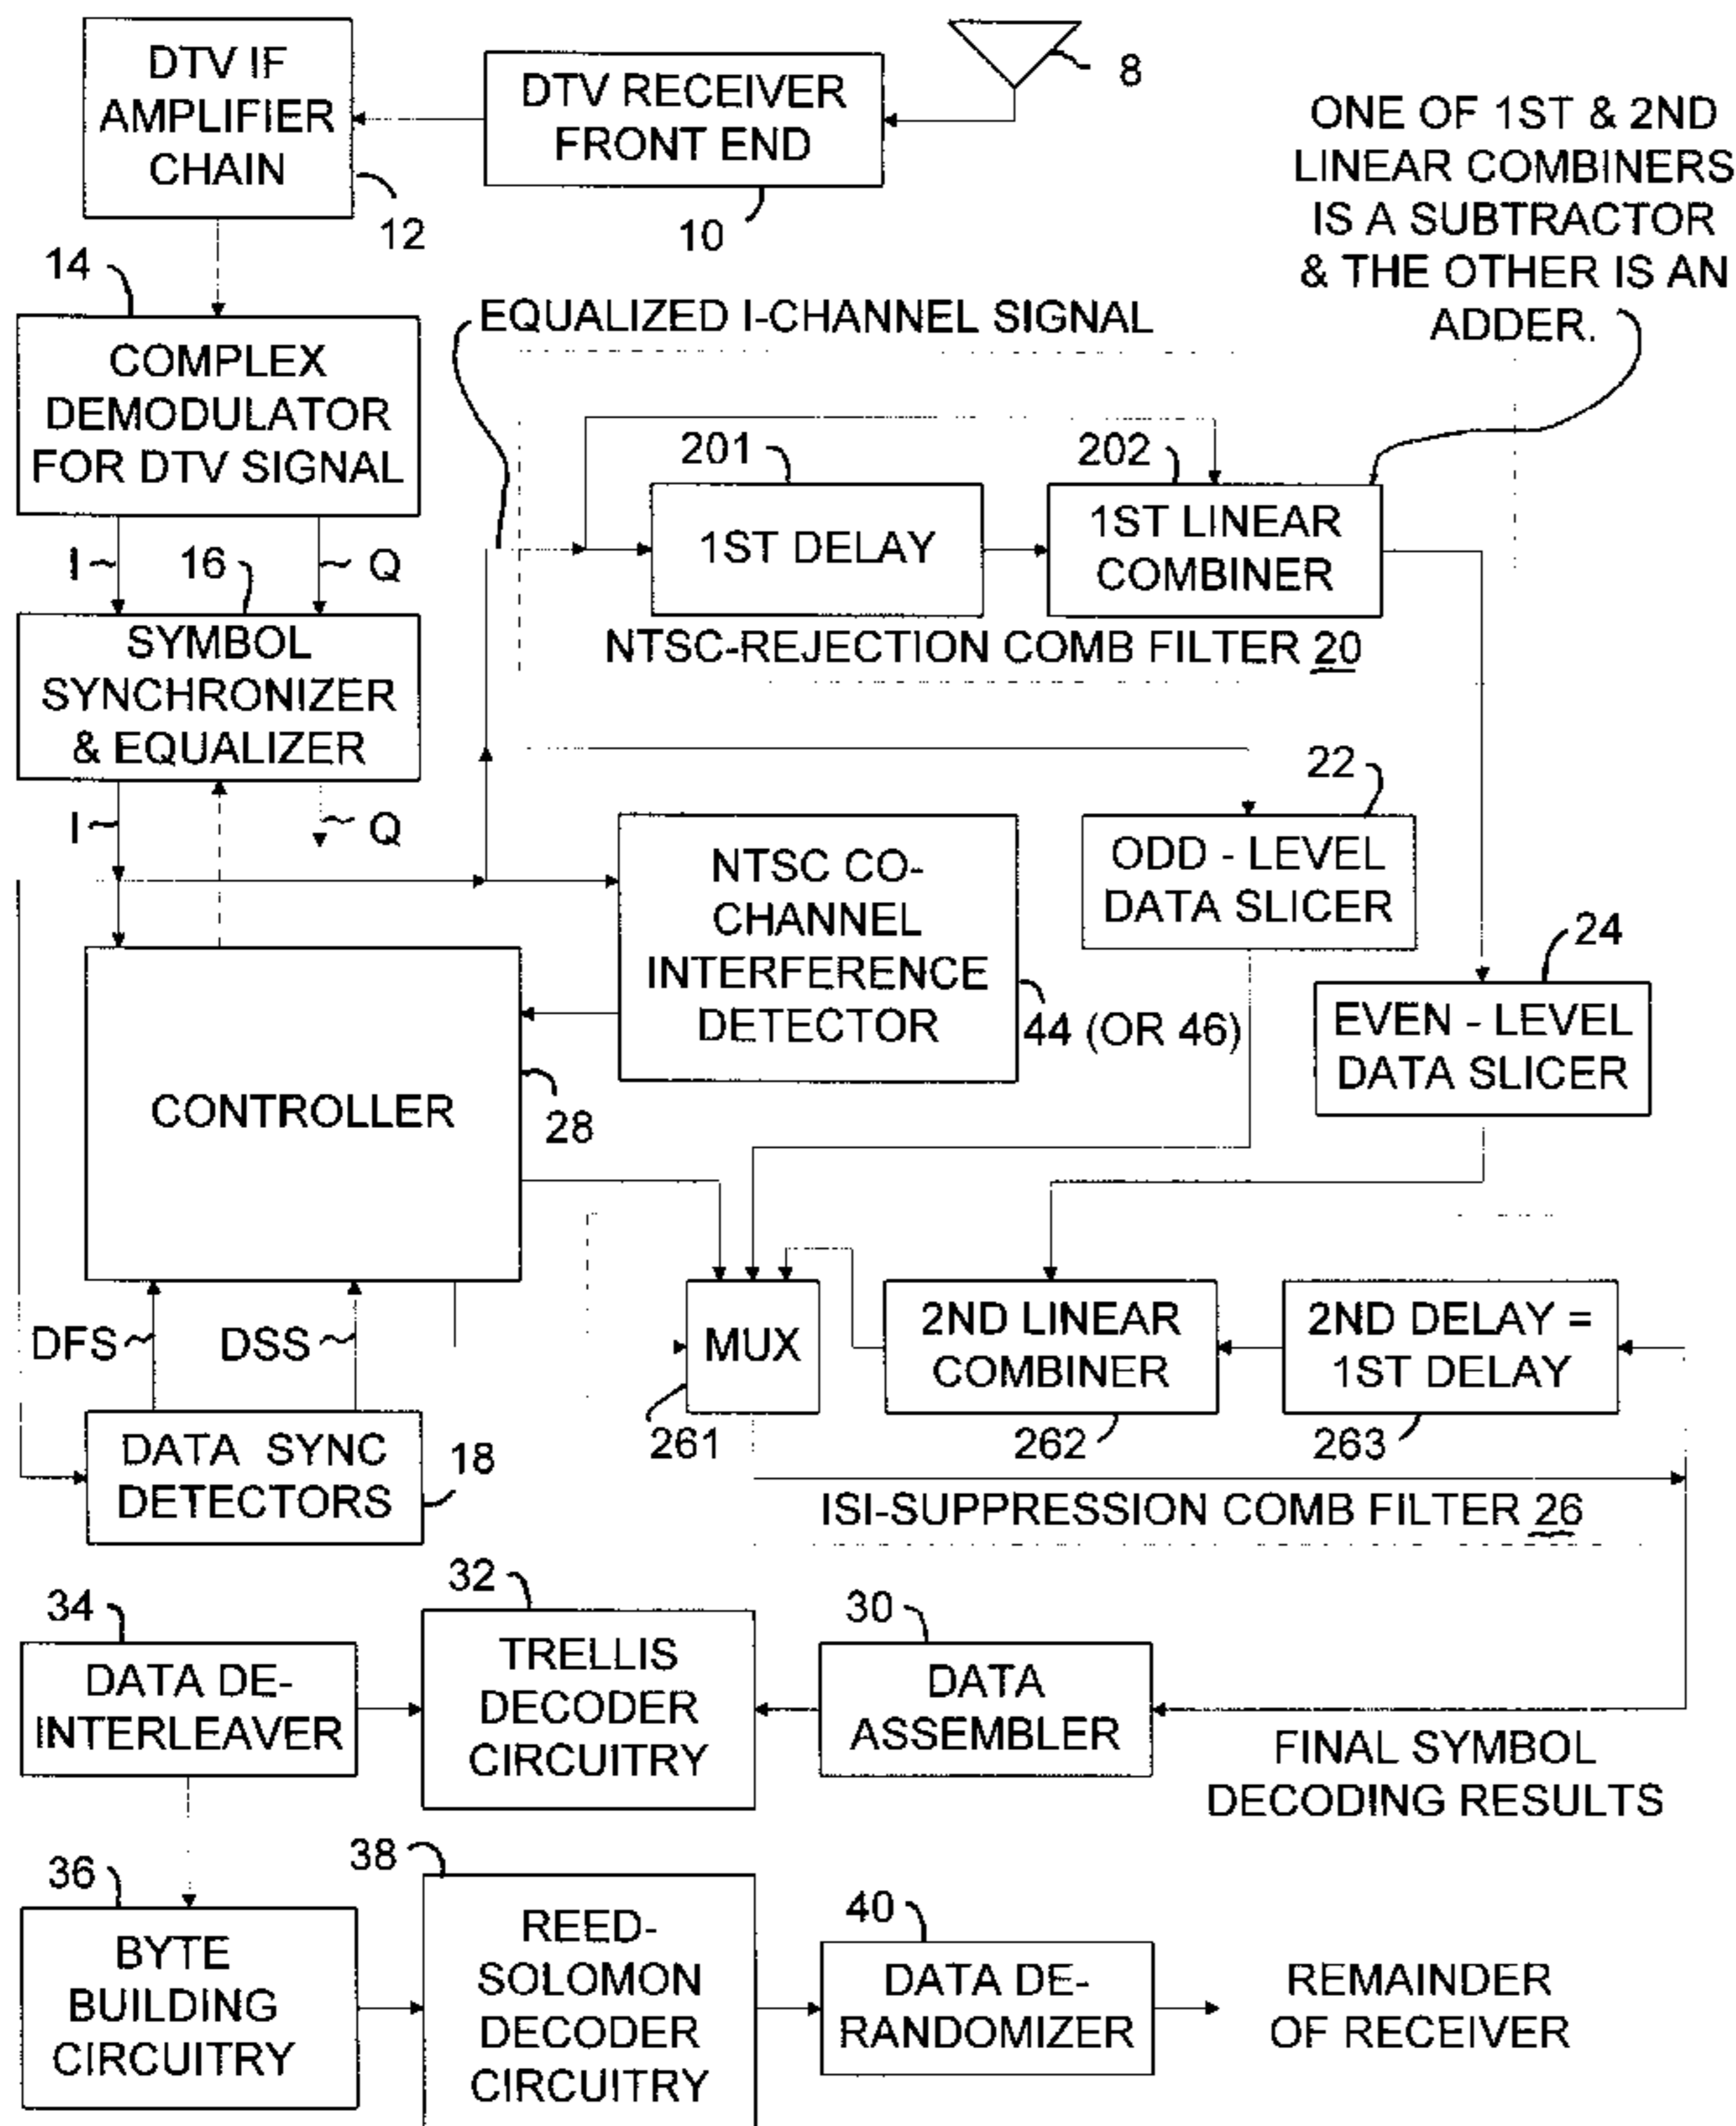 DTV IF
AMPLIFIER
CHAIN
12
DTV RECEIVER
FRONT END
10
8
ONE OF 1ST & 2ND
LINEAR COMBINERS
IS A SUBTRACTOR
& THE OTHER IS AN
ADDER.
14
COMPLEX
DEMODULATOR
FOR DTV SIGNAL
EQUALIZED I-CHANNEL SIGNAL
I
Q
16
SYMBOL
SYNCHRONIZER
& EQUALIZER
I
Q
201
1ST DELAY
202
1ST LINEAR
COMBINER
NTSC-REJECTION COMB FILTER 20
22
ODD - LEVEL
DATA SLICER
NTSC CO-
CHANNEL
INTERFERENCE
DETECTOR
44 (OR 46)
24
EVEN - LEVEL
DATA SLICER
CONTROLLER
28
DFS
DSS
DATA SYNC
DETECTORS
18
MUX
261
2ND LINEAR
COMBINER
262
2ND DELAY =
1ST DELAY
263
ISI-SUPPRESSION COMB FILTER 26
34
DATA DE-
INTERLEAVER
32
TRELLIS
DECODER
CIRCUITRY
30
DATA
ASSEMBLER
FINAL SYMBOL
DECODING RESULTS
36
BYTE
BUILDING
CIRCUITRY
38
REED-
SOLOMON
DECODER
CIRCUITRY
40
DATA DE-
RANDOMIZER
REMAINDER
OF RECEIVER